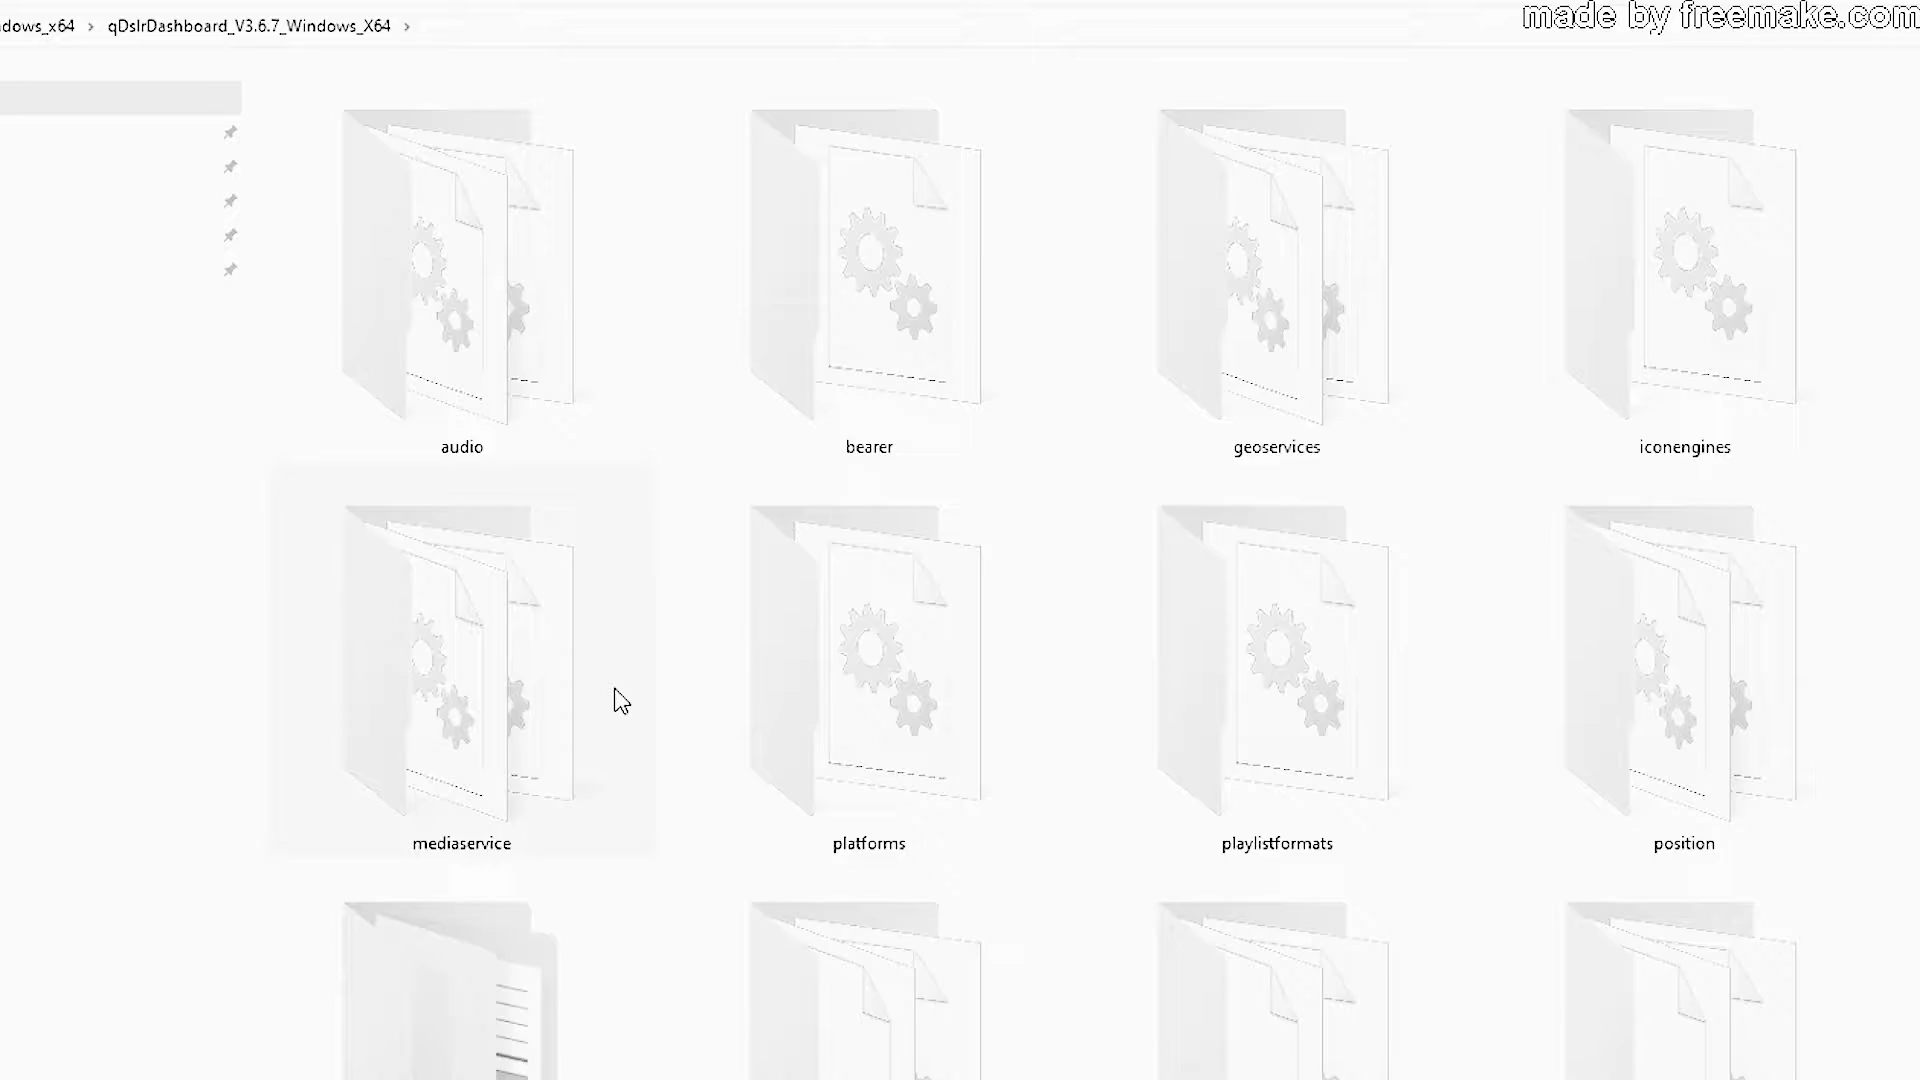 dows_x64 > qDslrDashboard_V3.6.7_Windows_X64 >
made by freemake.com
audio
bearer
geoservices
iconengines
mediaservice
platforms
playlistformats
position